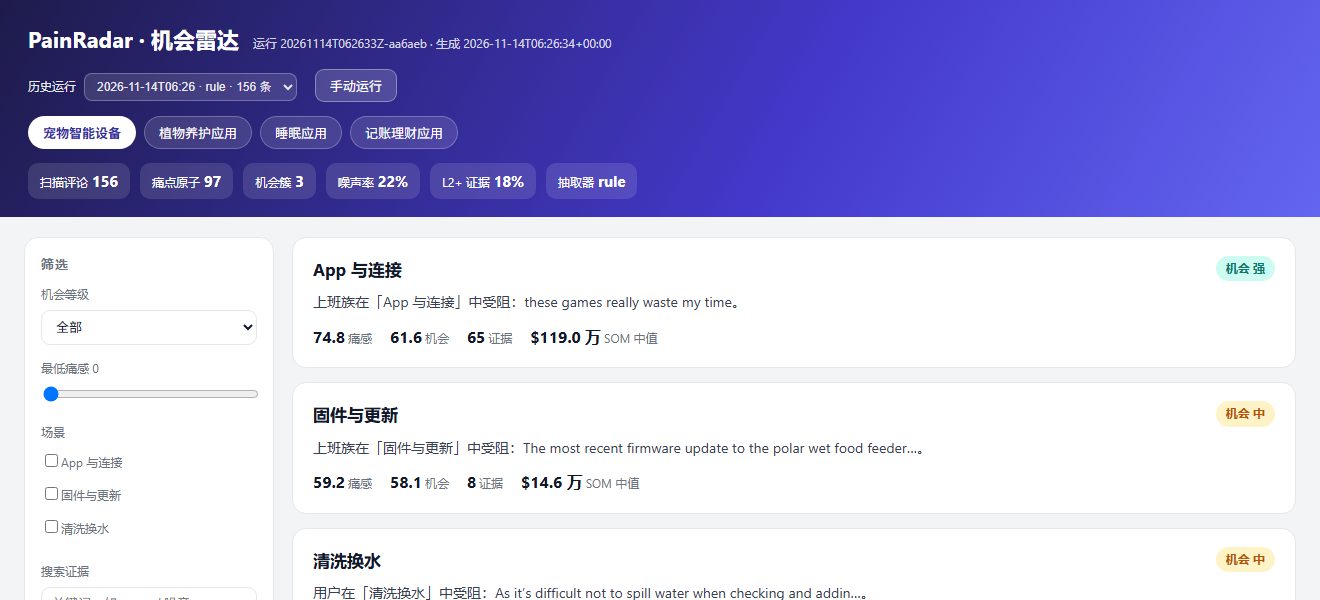 PainRadar · 机会雷达 运行 20261114T062633Z-aa6aeb · 生成 2026-11-14T06:26:34+00:00
历史运行 2026-11-14T06:26 · rule · 156 条 手动运行
宠物智能设备 植物养护应用 睡眠应用 记账理财应用
扫描评论 156 痛点原子 97 机会簇 3 噪声率 22% L2+ 证据 18% 抽取器 rule
筛选
机会等级
全部
最低痛感 0
场景
App 与连接
固件与更新
清洗换水
搜索证据
App 与连接 机会 强
上班族在「App 与连接」中受阻：these games really waste my time。
74.8 痛感 61.6 机会 65 证据 $119.0 万 SOM 中值
固件与更新 机会 中
上班族在「固件与更新」中受阻：The most recent firmware update to the polar wet food feeder…。
59.2 痛感 58.1 机会 8 证据 $14.6 万 SOM 中值
清洗换水 机会 中
用户在「清洗换水」中受阻：As it’s difficult not to spill water when checking and addin…。